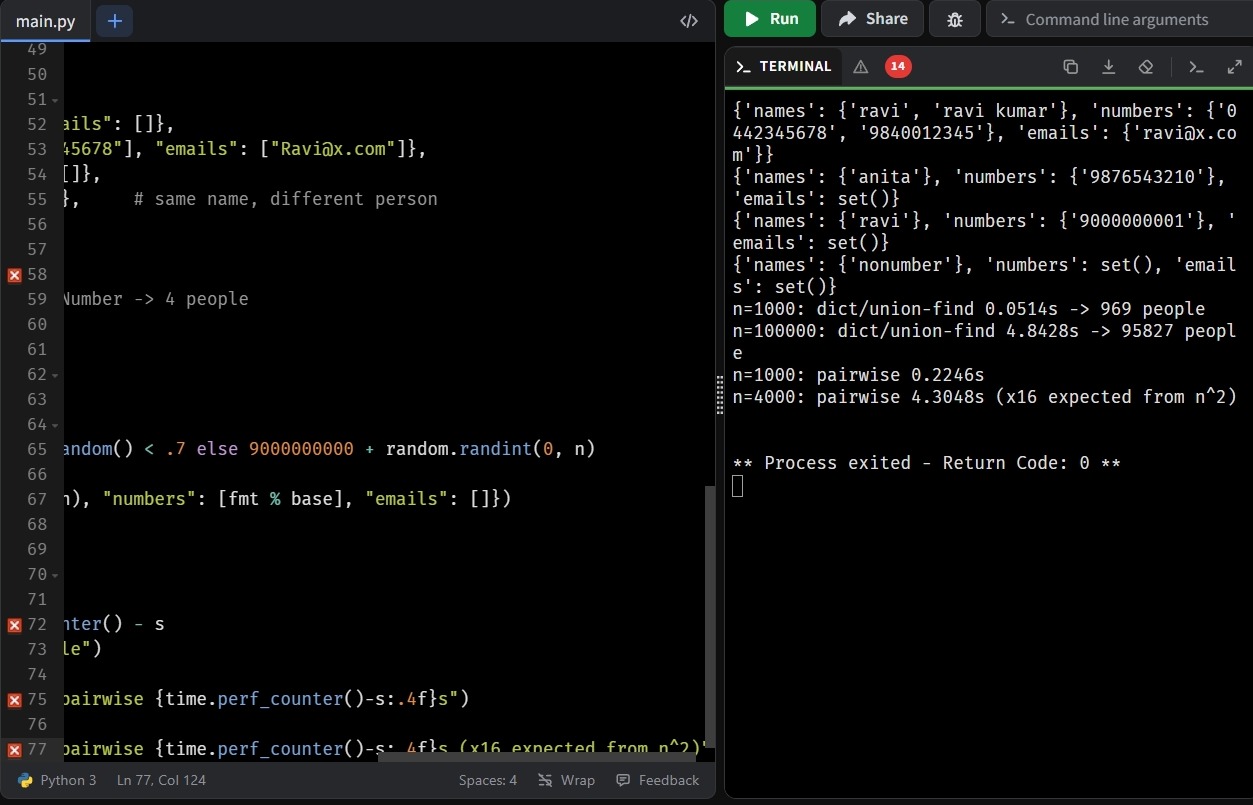 main.py
+
</>
Run
Share
>_ Command line arguments
>_ TERMINAL
14
49
50
51
52 ails": []},
53 45678"], "emails": ["Ravi@x.com"]},
54 []},
55 }, # same name, different person
56
57
58
59 Number -> 4 people
60
61
62
63
64
65 andom() < .7 else 9000000000 + random.randint(0, n)
66
67 n), "numbers": [fmt % base], "emails": []})
68
69
70
71
72 nter() - s
73 le")
74
75 pairwise {time.perf_counter()-s:.4f}s")
76
77 pairwise {time.perf_counter()-s:.4f}s (x16 expected from n^2)"
Python 3
Ln 77, Col 124
Spaces: 4
Wrap
Feedback
{'names': {'ravi', 'ravi kumar'}, 'numbers': {'0
442345678', '9840012345'}, 'emails': {'ravi@x.co
m'}}
{'names': {'anita'}, 'numbers': {'9876543210'},
'emails': set()}
{'names': {'ravi'}, 'numbers': {'9000000001'}, '
emails': set()}
{'names': {'nonumber'}, 'numbers': set(), 'email
s': set()}
n=1000: dict/union-find 0.0514s -> 969 people
n=100000: dict/union-find 4.8428s -> 95827 peopl
e
n=1000: pairwise 0.2246s
n=4000: pairwise 4.3048s (x16 expected from n^2)
** Process exited - Return Code: 0 **